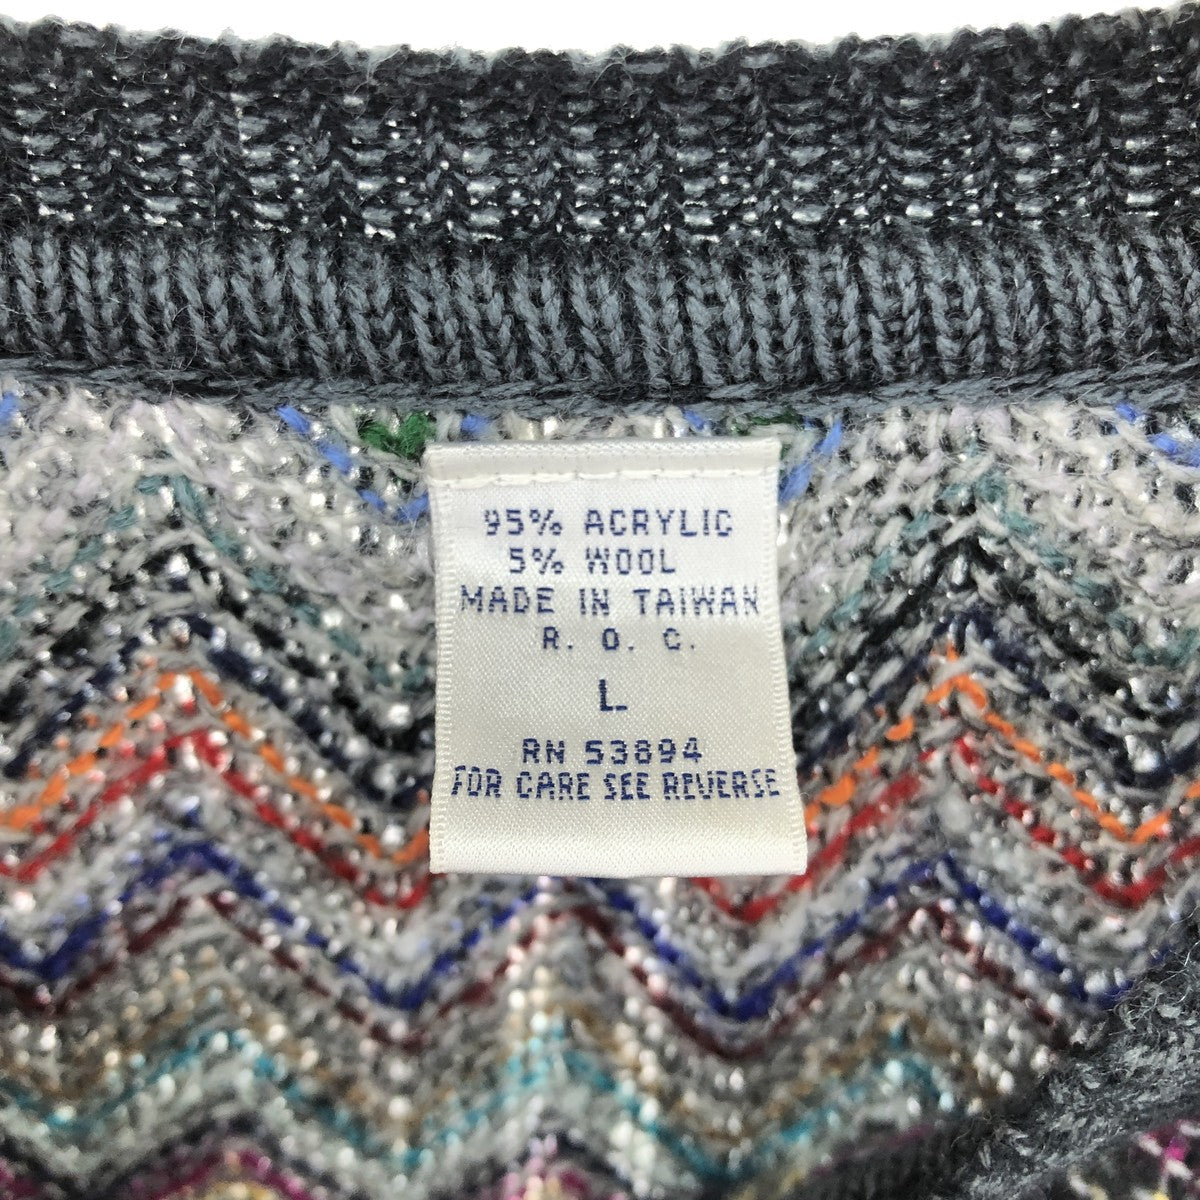 95% ACRYLIC
5% WOOL
MADE IN TAIWAN
R. O. C.
L
RN 53894
FOR CARE SEE REVERSE